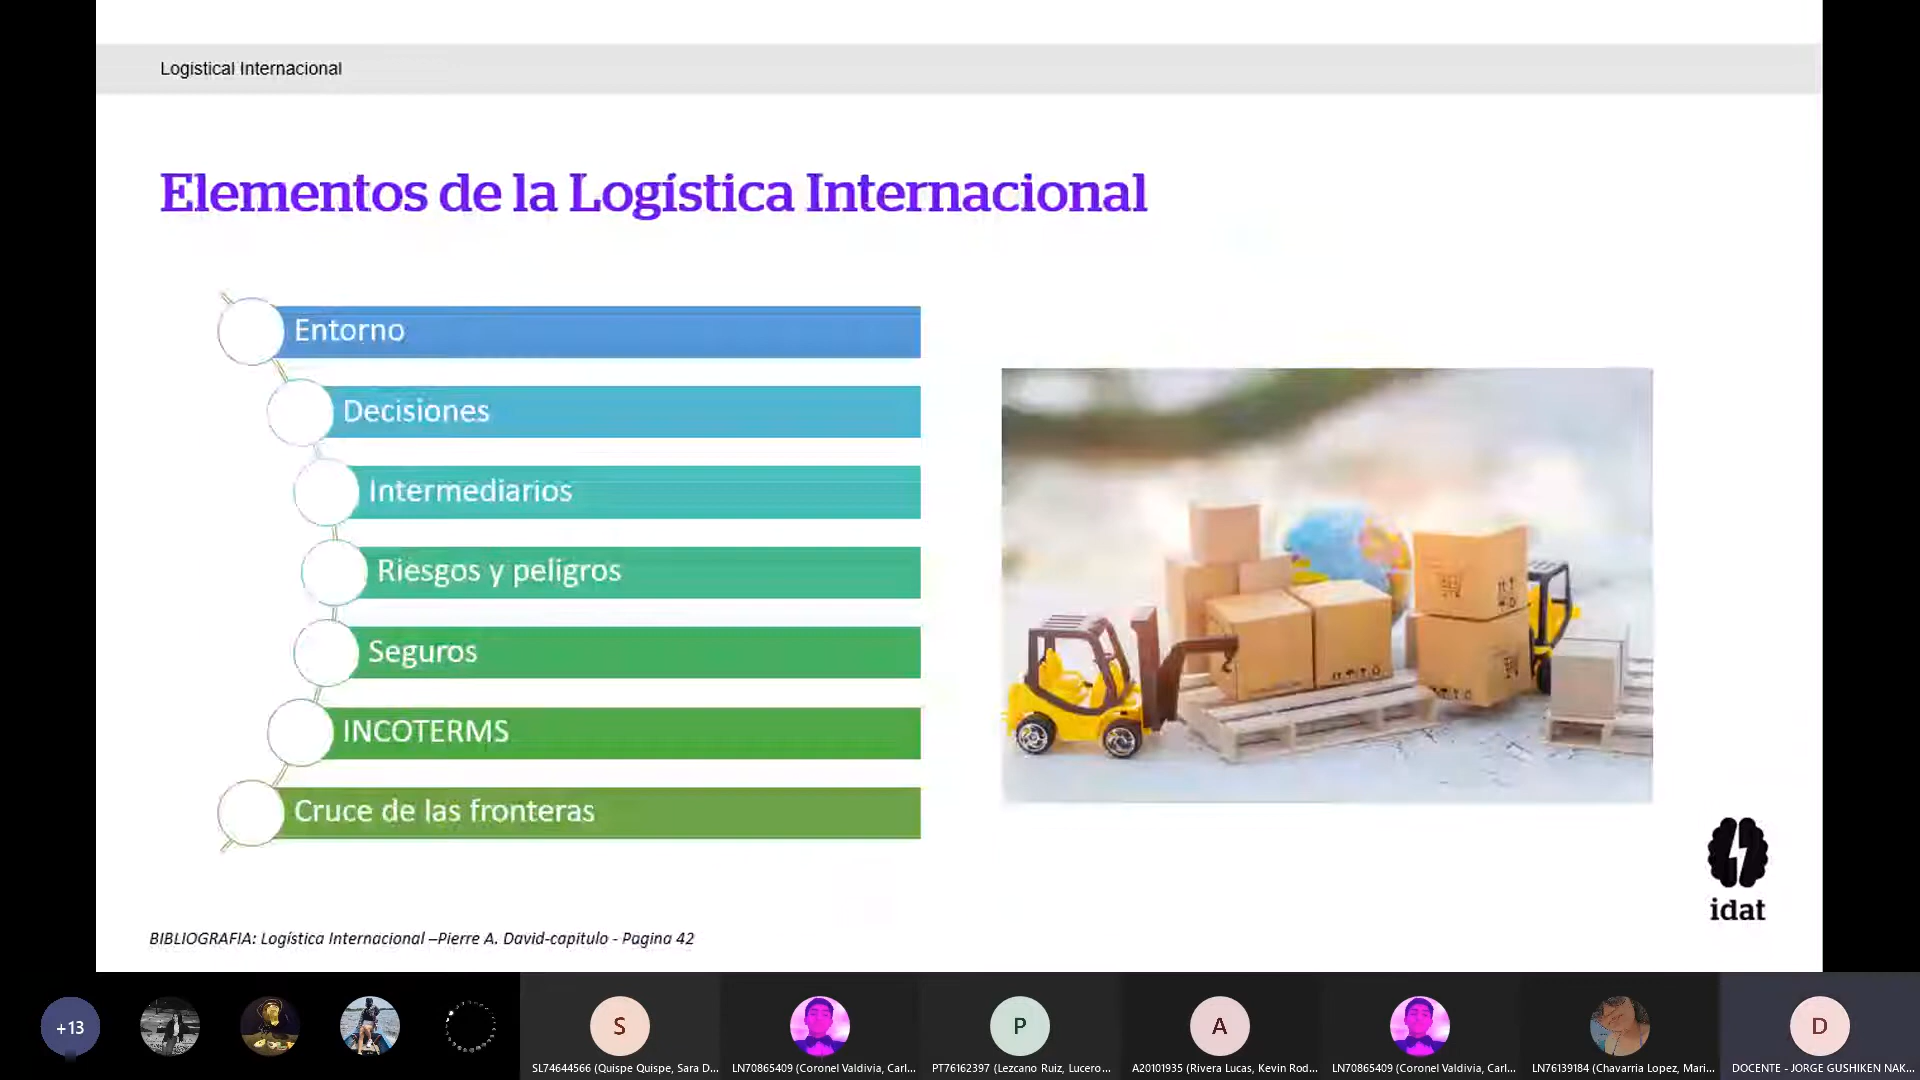 Logistical Internacional
Elementos de la Logística Internacional
Entorno
Decisiones
Intermediarios
Riesgos y peligros
Seguros
INCOTERMS
Cruce de las fronteras
idat
BIBLIOGRAFIA: Logística Internacional –Pierre A. David-capitulo - Pagina 42
+13
S
P
A
D
SL74644566 (Quispe Quispe, Sara D...
LN70865409 (Coronel Valdivia, Carl...
PT76162397 (Lezcano Ruiz, Lucero...
A20101935 (Rivera Lucas, Kevin Rod...
LN70865409 (Coronel Valdivia, Carl...
LN76139184 (Chavarria Lopez, Mari...
DOCENTE - JORGE GUSHIKEN NAK...